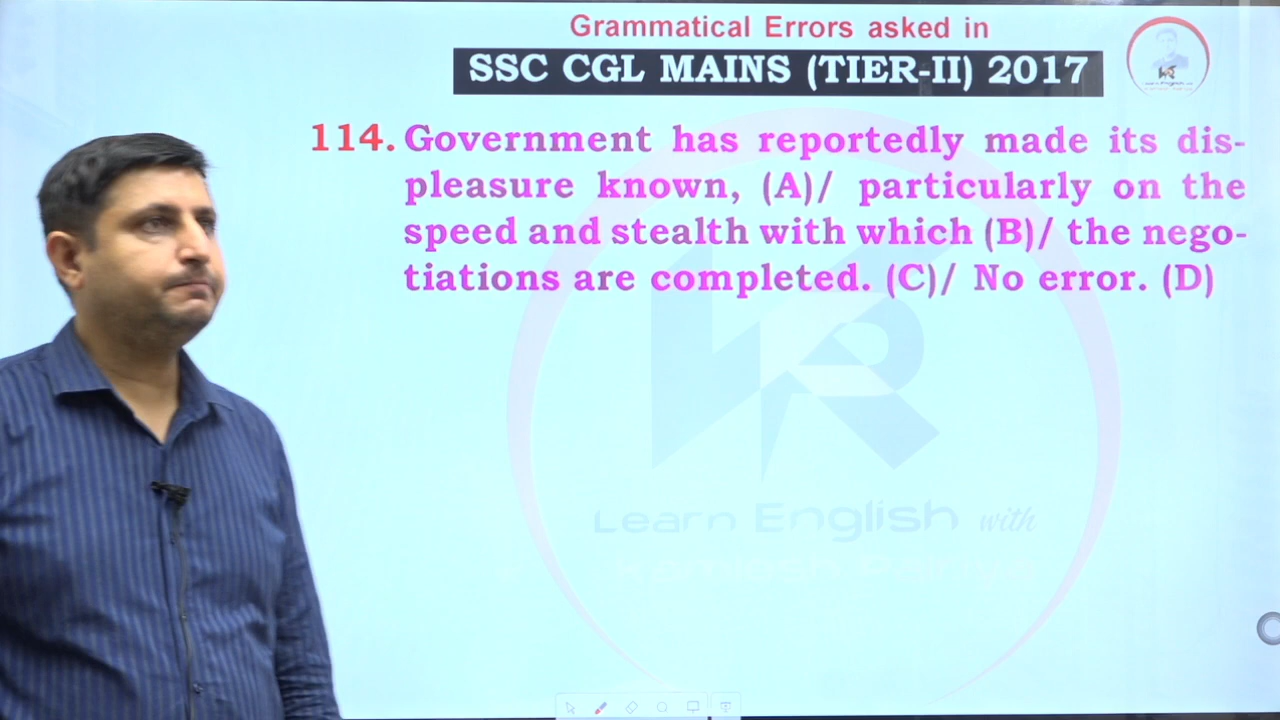 Grammatical Errors asked in
SSC CGL MAINS (TIER-II) 2017
114. Government has reportedly made its dis-
pleasure known, (A)/ particularly on the
speed and stealth with which (B)/ the nego-
tiations are completed. (C)/ No error. (D)
Learn English with